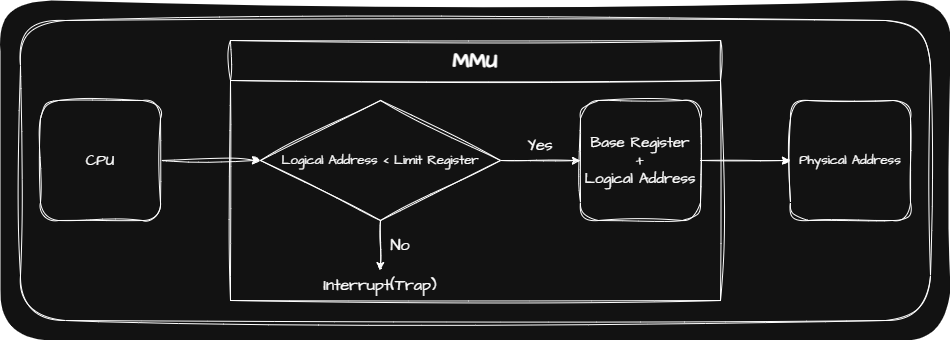 MMU
CPU
Logical Address < Limit Register
Yes
Base Register
+
Logical Address
Physical Address
No
Interrupt(Trap)